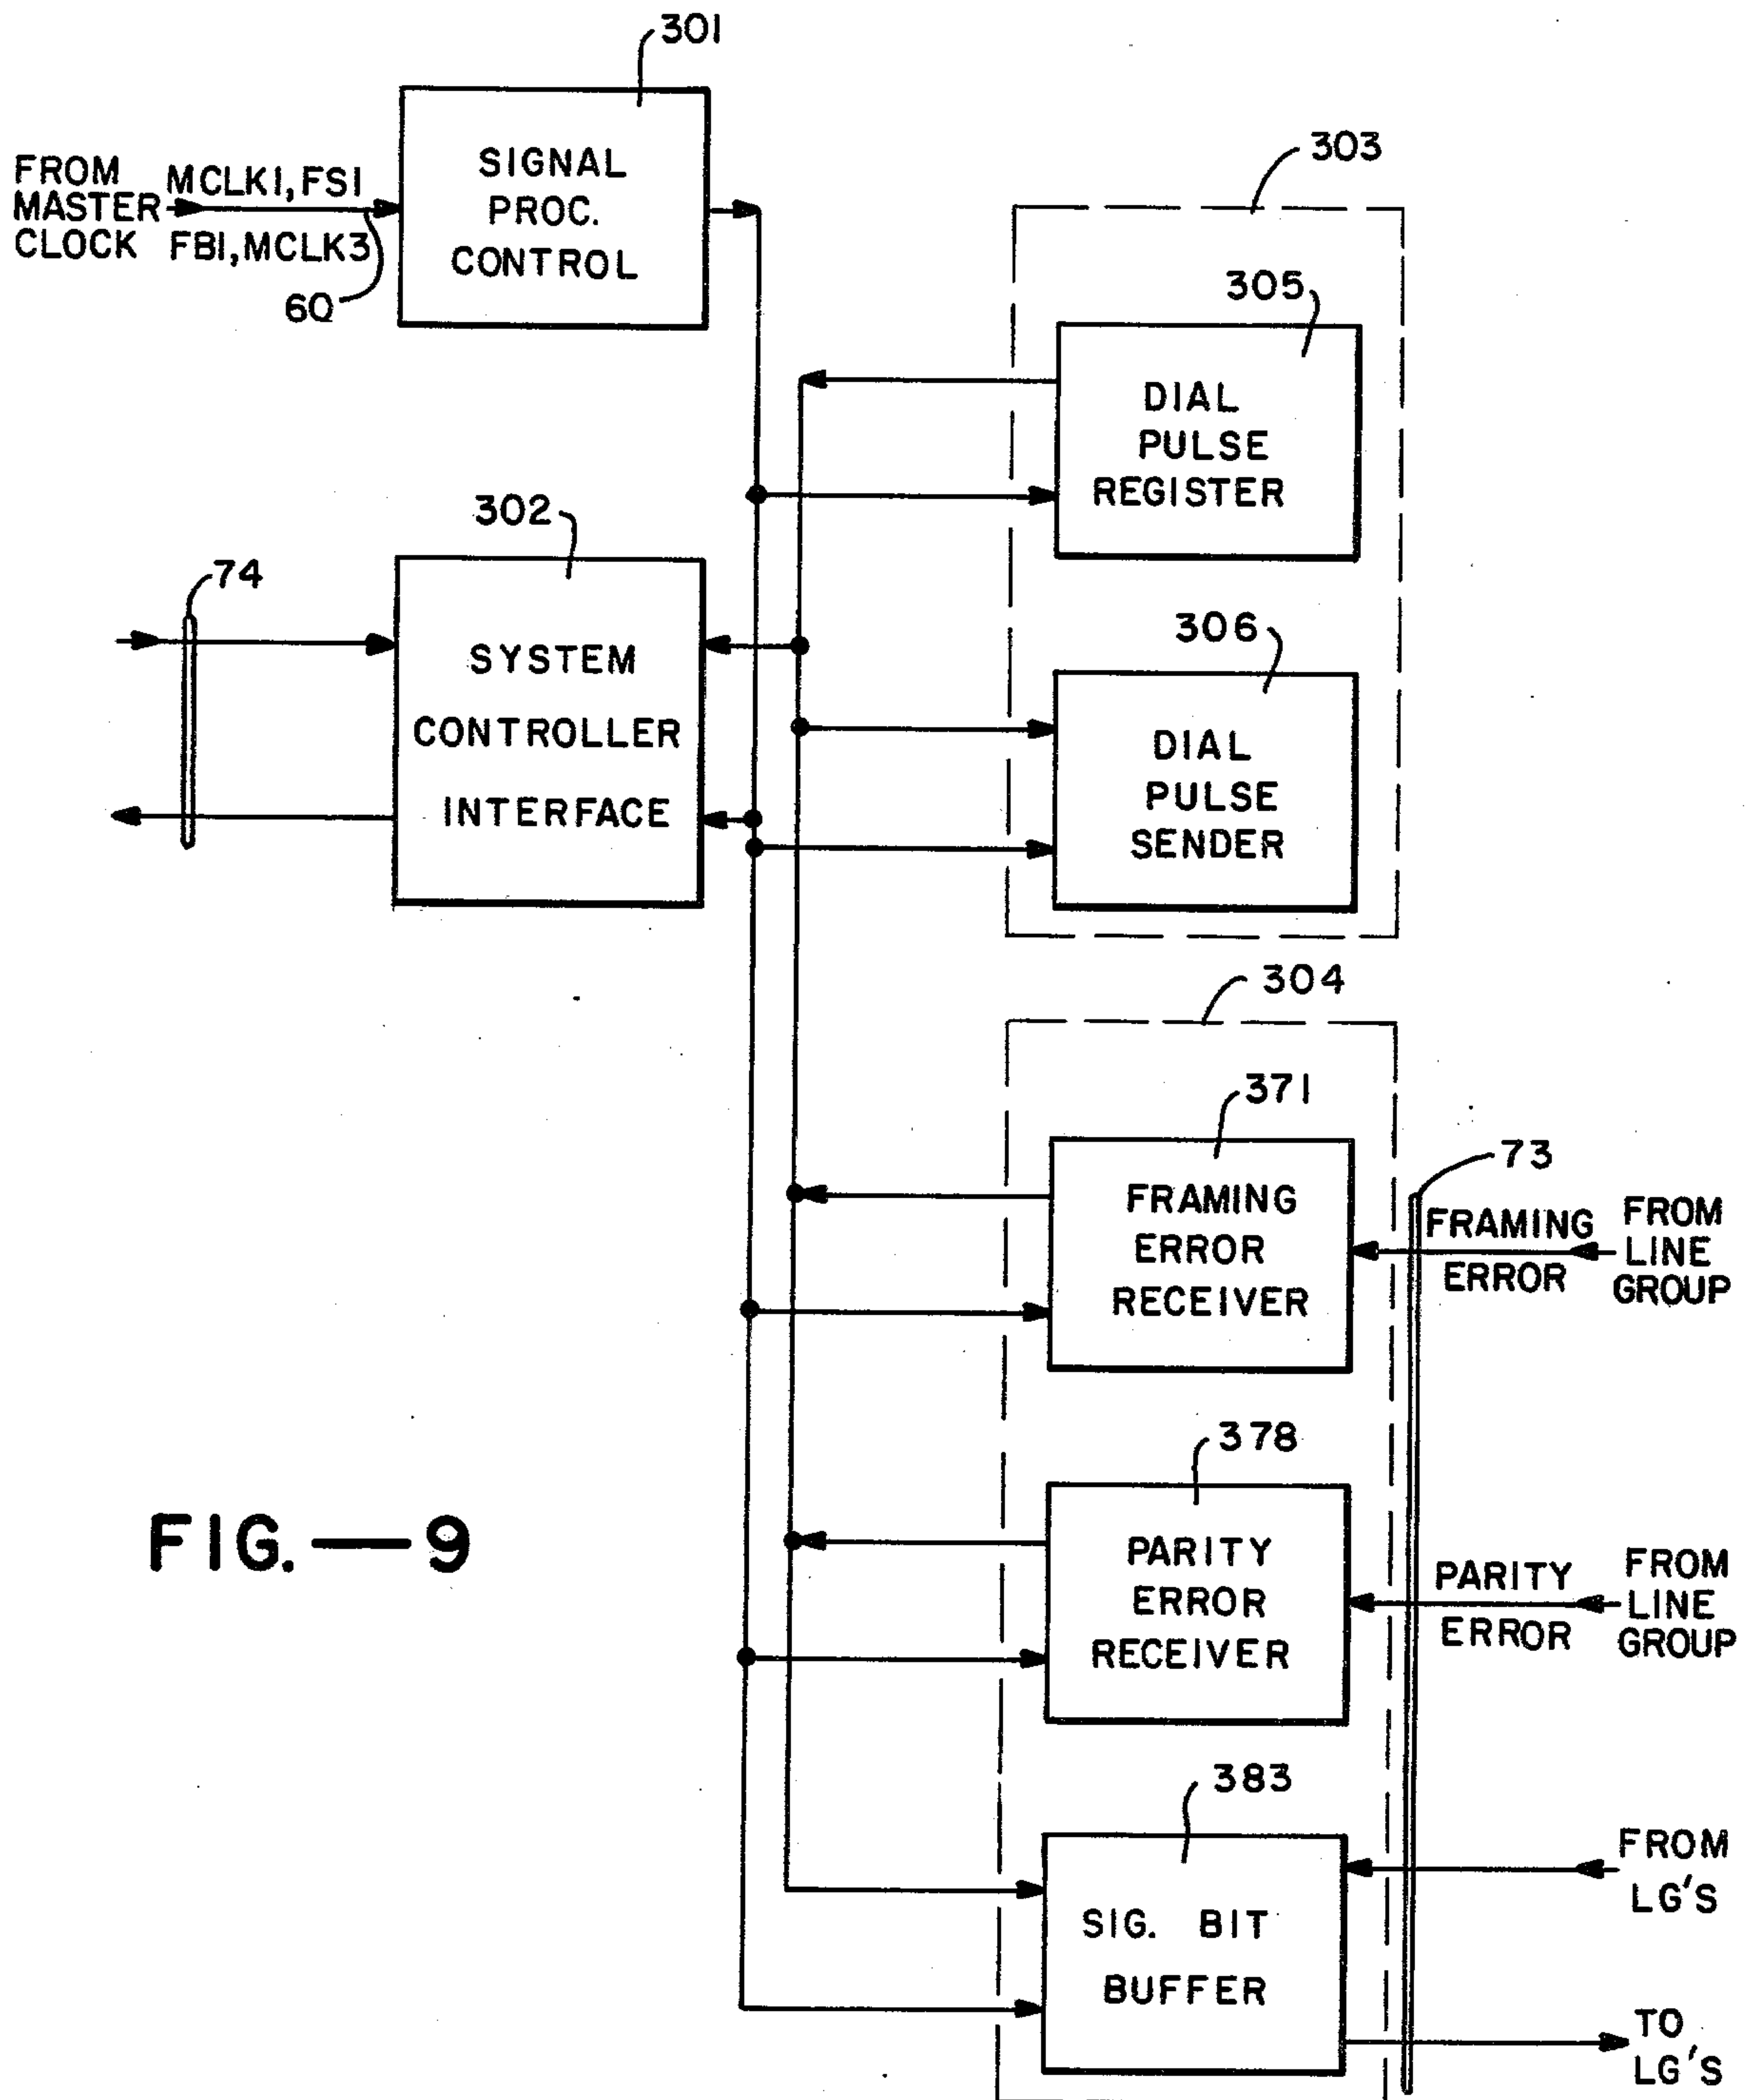 301
SIGNAL
PROC.
CONTROL
FROM
MASTER
CLOCK
MCLK1, FS1
FB1, MCLK3
60
303
305
DIAL
PULSE
REGISTER
302
74
SYSTEM
CONTROLLER
INTERFACE
306
DIAL
PULSE
SENDER
304
371
FRAMING
ERROR
RECEIVER
73
FRAMING
ERROR
FROM
LINE
GROUP
378
PARITY
ERROR
RECEIVER
PARITY
ERROR
FROM
LINE
GROUP
FIG.—9
383
SIG. BIT
BUFFER
FROM
LG'S
TO
LG'S